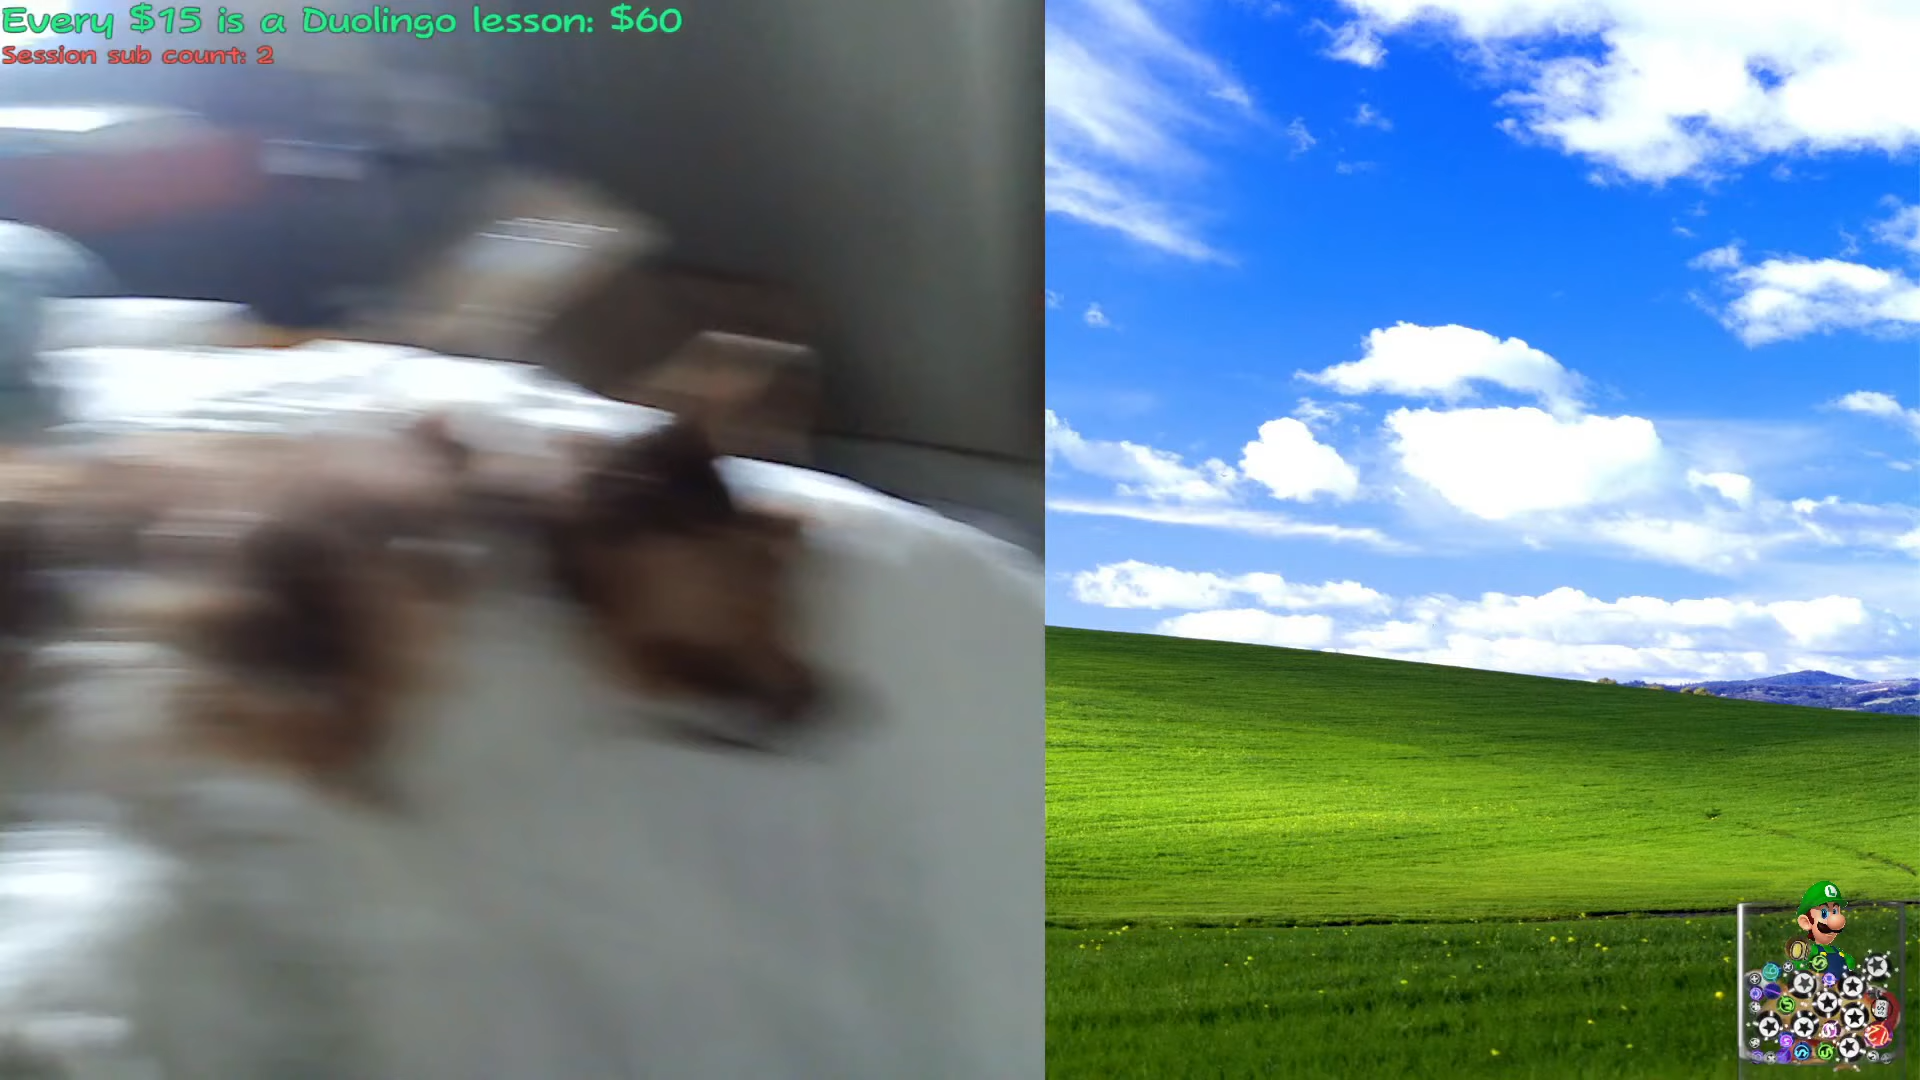 Every $15 is a Duolingo lesson: $60
Session sub count: 2